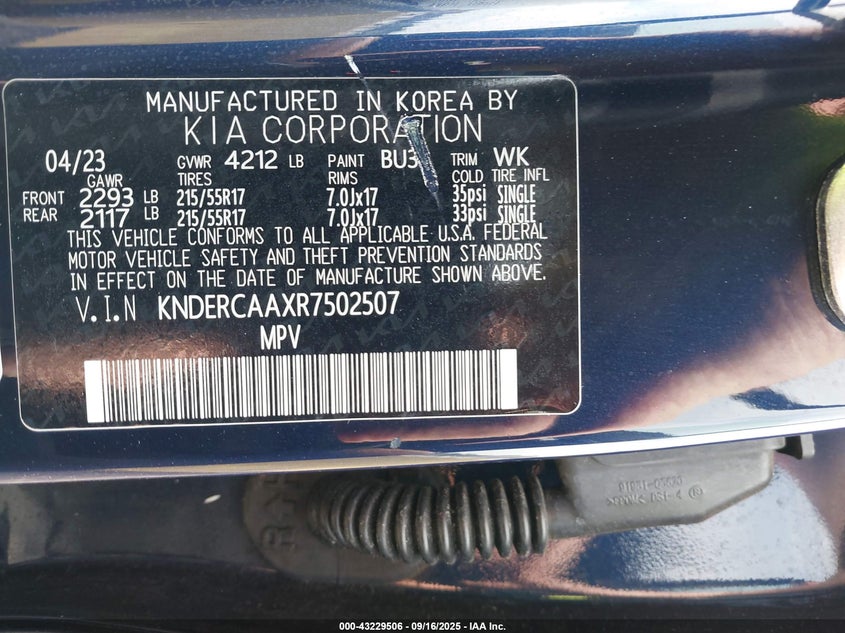 MANUFACTURED IN KOREA BY
KIA CORPORATION
04/23 GVWR 4212 LB PAINT BU3 TRIM WK
GAWR TIRES RIMS COLD TIRE INFL
FRONT 2293 LB 215/55R17 7.0Jx17 35psi SINGLE
REAR 2117 LB 215/55R17 7.0Jx17 33psi SINGLE
THIS VEHICLE CONFORMS TO ALL APPLICABLE U.S.A. FEDERAL
MOTOR VEHICLE SAFETY AND THEFT PREVENTION STANDARDS
IN EFFECT ON THE DATE OF MANUFACTURE SHOWN ABOVE.
V.I.N KNDERCAAXR7502507
MPV
000-43229506 - 09/16/2025 - IAA Inc.